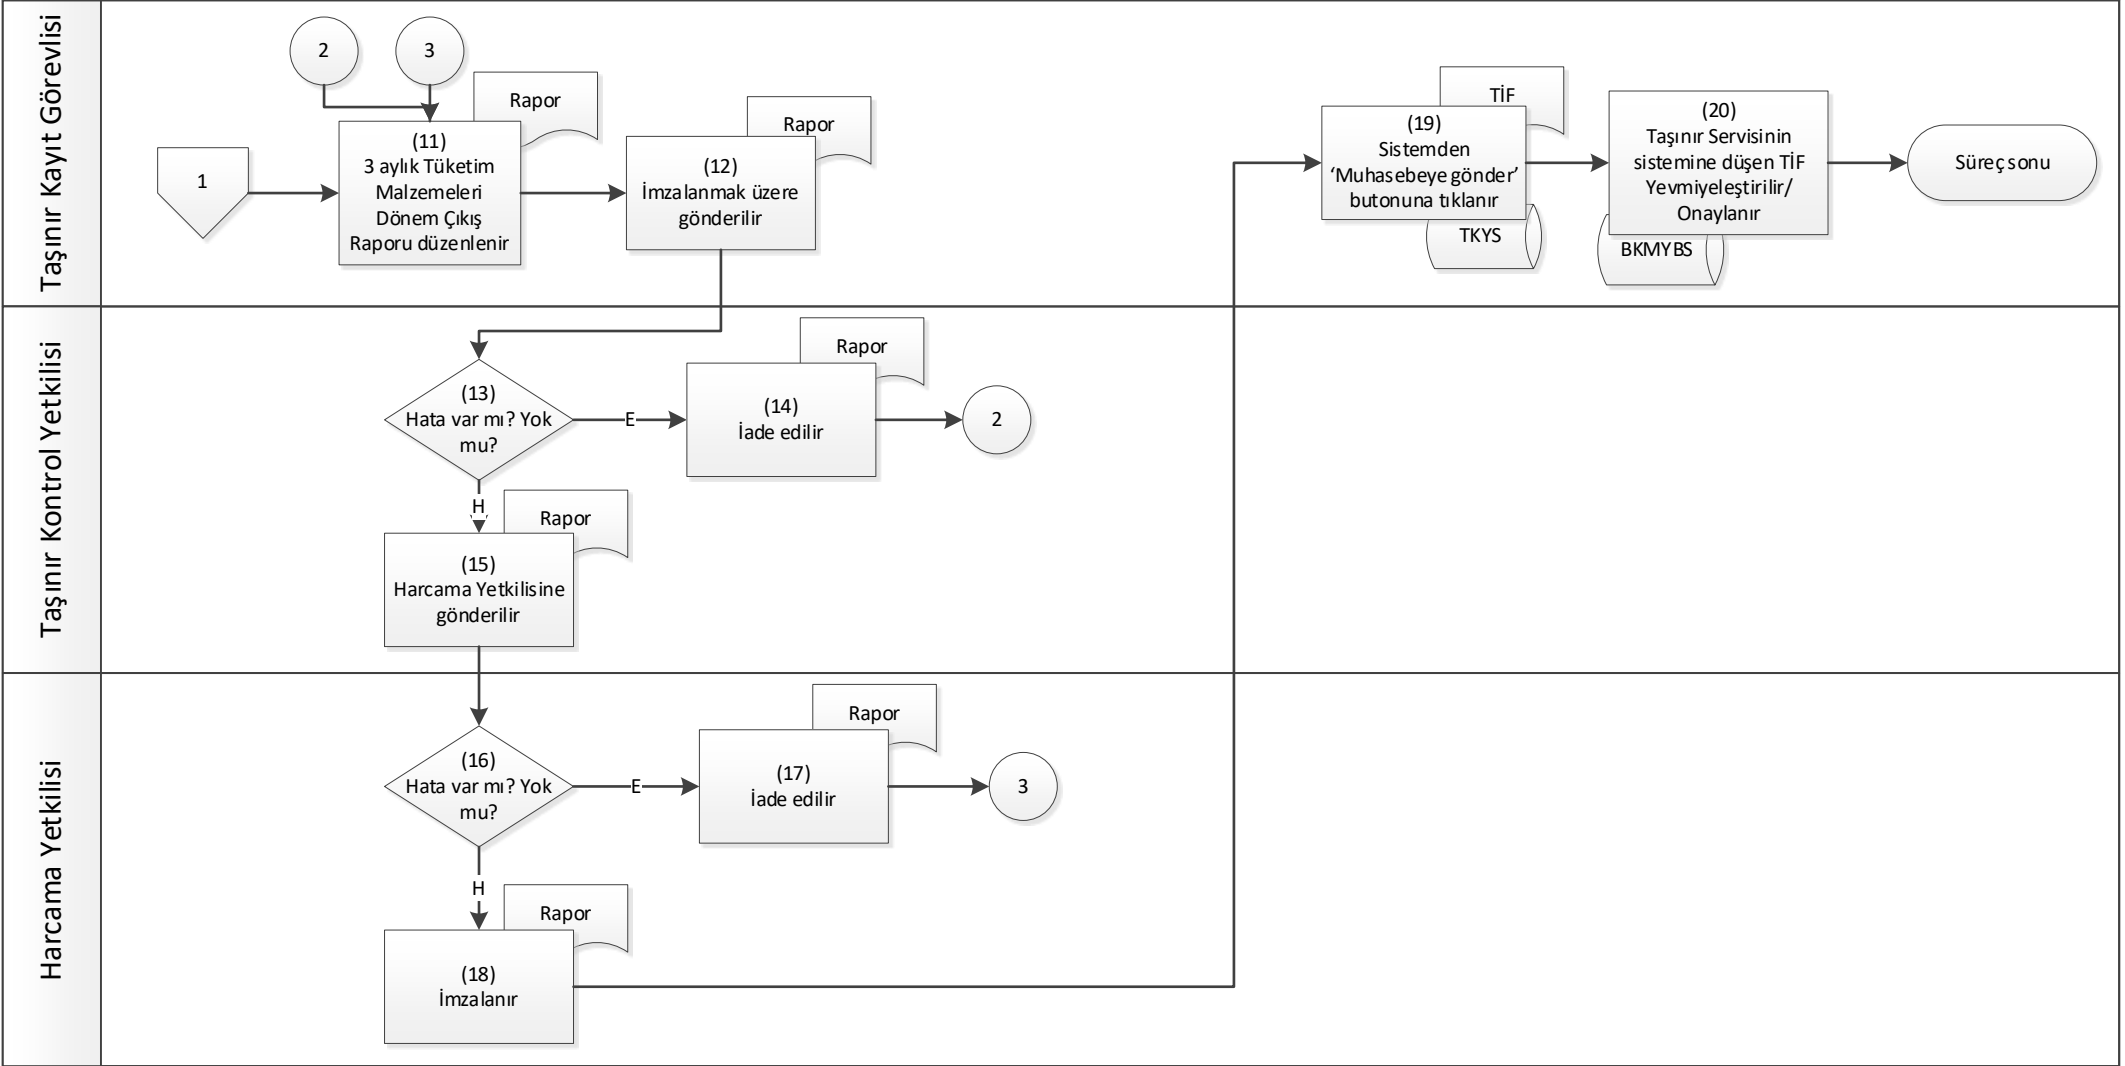 Taşınır Kayıt Görevlisi
2
3
1
Rapor
(11)
3 aylık Tüketim
Malzemeleri
Dönem Çıkış
Raporu düzenlenir
Rapor
(12)
İmzalanmak üzere
gönderilir
TİF
(19)
Sistemden
‘Muhasebeye gönder’
butonuna tıklanır
TKYS
(20)
Taşınır Servisinin
sistemine düşen TİF
Yevmiyeleştirilir/
Onaylanır
BKMYBS
Süreç sonu
Taşınır Kontrol Yetkilisi
(13)
Hata var mı? Yok
mu?
E
Rapor
(14)
İade edilir
2
H
Rapor
(15)
Harcama Yetkilisine
gönderilir
Harcama Yetkilisi
(16)
Hata var mı? Yok
mu?
E
Rapor
(17)
İade edilir
3
H
Rapor
(18)
İmzalanır